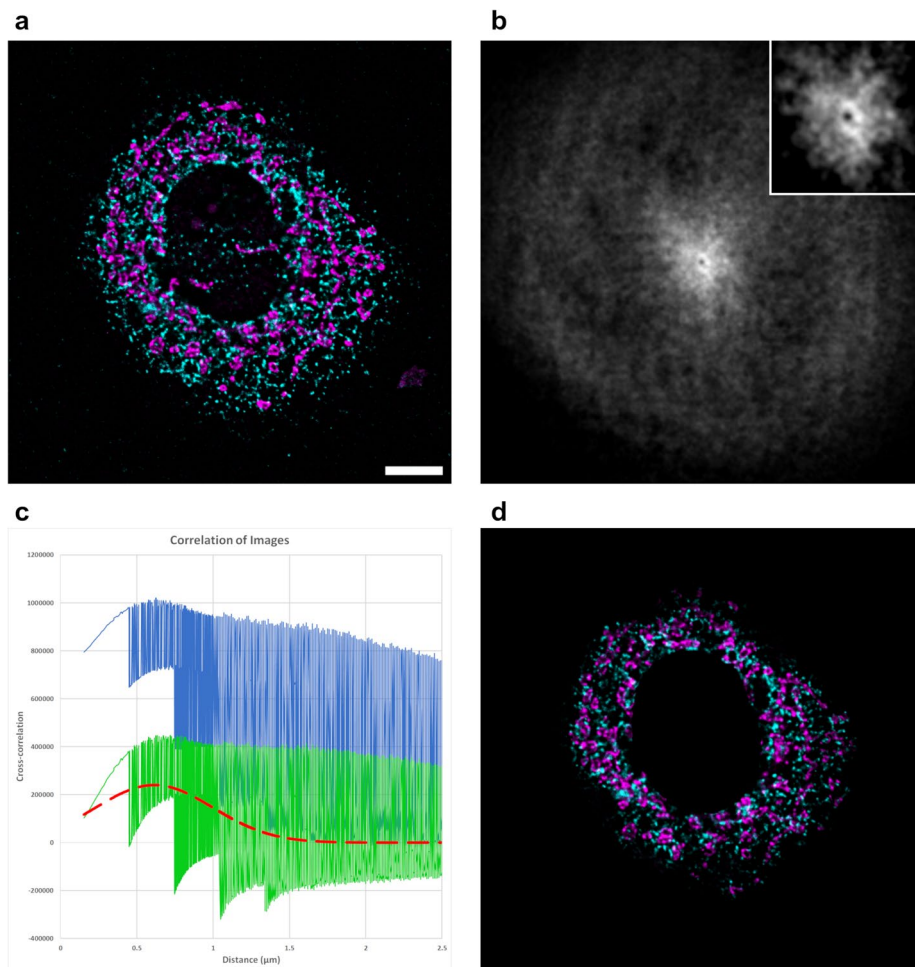 a
b
c
d
Correlation of Images
1200000
1000000
800000
600000
400000
200000
0
-200000
-400000
Cross-correlation
0 0.5 1 1.5 2 2.5
Distance (μm)